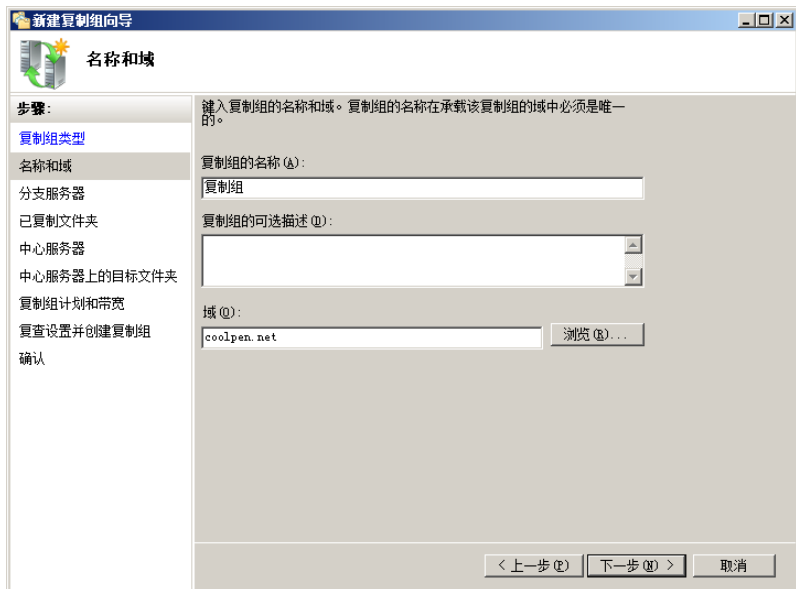 新建复制组向导
名称和域
步骤:
复制组类型
名称和域
分支服务器
已复制文件夹
中心服务器
中心服务器上的目标文件夹
复制组计划和带宽
复查设置并创建复制组
确认
键入复制组的名称和域。复制组的名称在承载该复制组的域中必须是唯一
的。
复制组的名称(A):
复制组
复制组的可选描述(D):
域(O):
coolpen.net
浏览(R)...
< 上一步(P)
下一步(N) >
取消